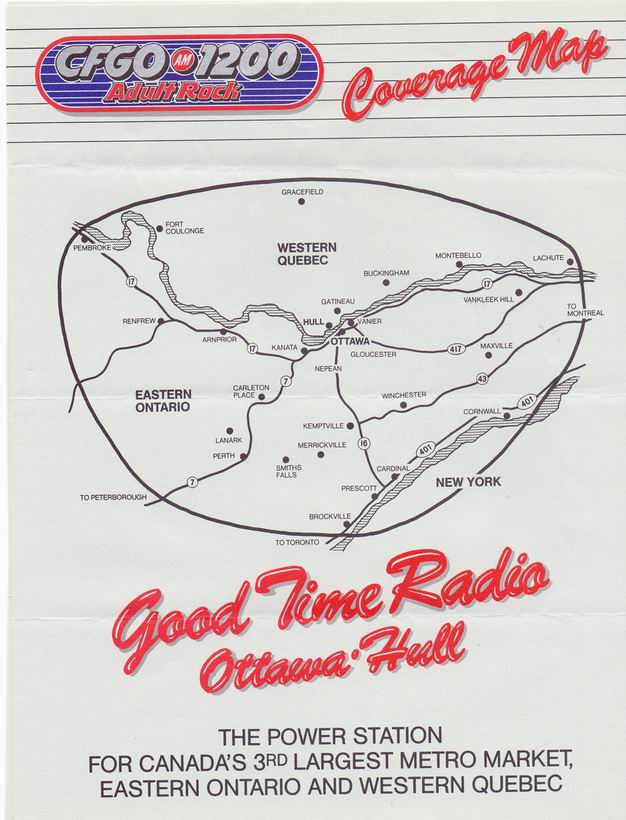 CFGO AM 1200
Adult Rock
Coverage Map
GRACEFIELD
FORT
COULONGE
PEMBROKE
WESTERN
QUEBEC
MONTEBELLO
LACHUTE
BUCKINGHAM
17
17
VANKLEEK HILL
GATINEAU
TO
MONTREAL
RENFREW
HULL
VANIER
ARNPRIOR
OTTAWA
17
KANATA
GLOUCESTER
417
MAXVILLE
NEPEAN
7
43
EASTERN
ONTARIO
CARLETON
PLACE
WINCHESTER
401
CORNWALL
KEMPTVILLE
LANARK
MERRICKVILLE
16
401
PERTH
SMITHS
FALLS
CARDINAL
7
NEW YORK
PRESCOTT
TO PETERBOROUGH
BROCKVILLE
TO TORONTO
Good Time Radio
Ottawa·Hull
THE POWER STATION
FOR CANADA'S 3RD LARGEST METRO MARKET,
EASTERN ONTARIO AND WESTERN QUEBEC